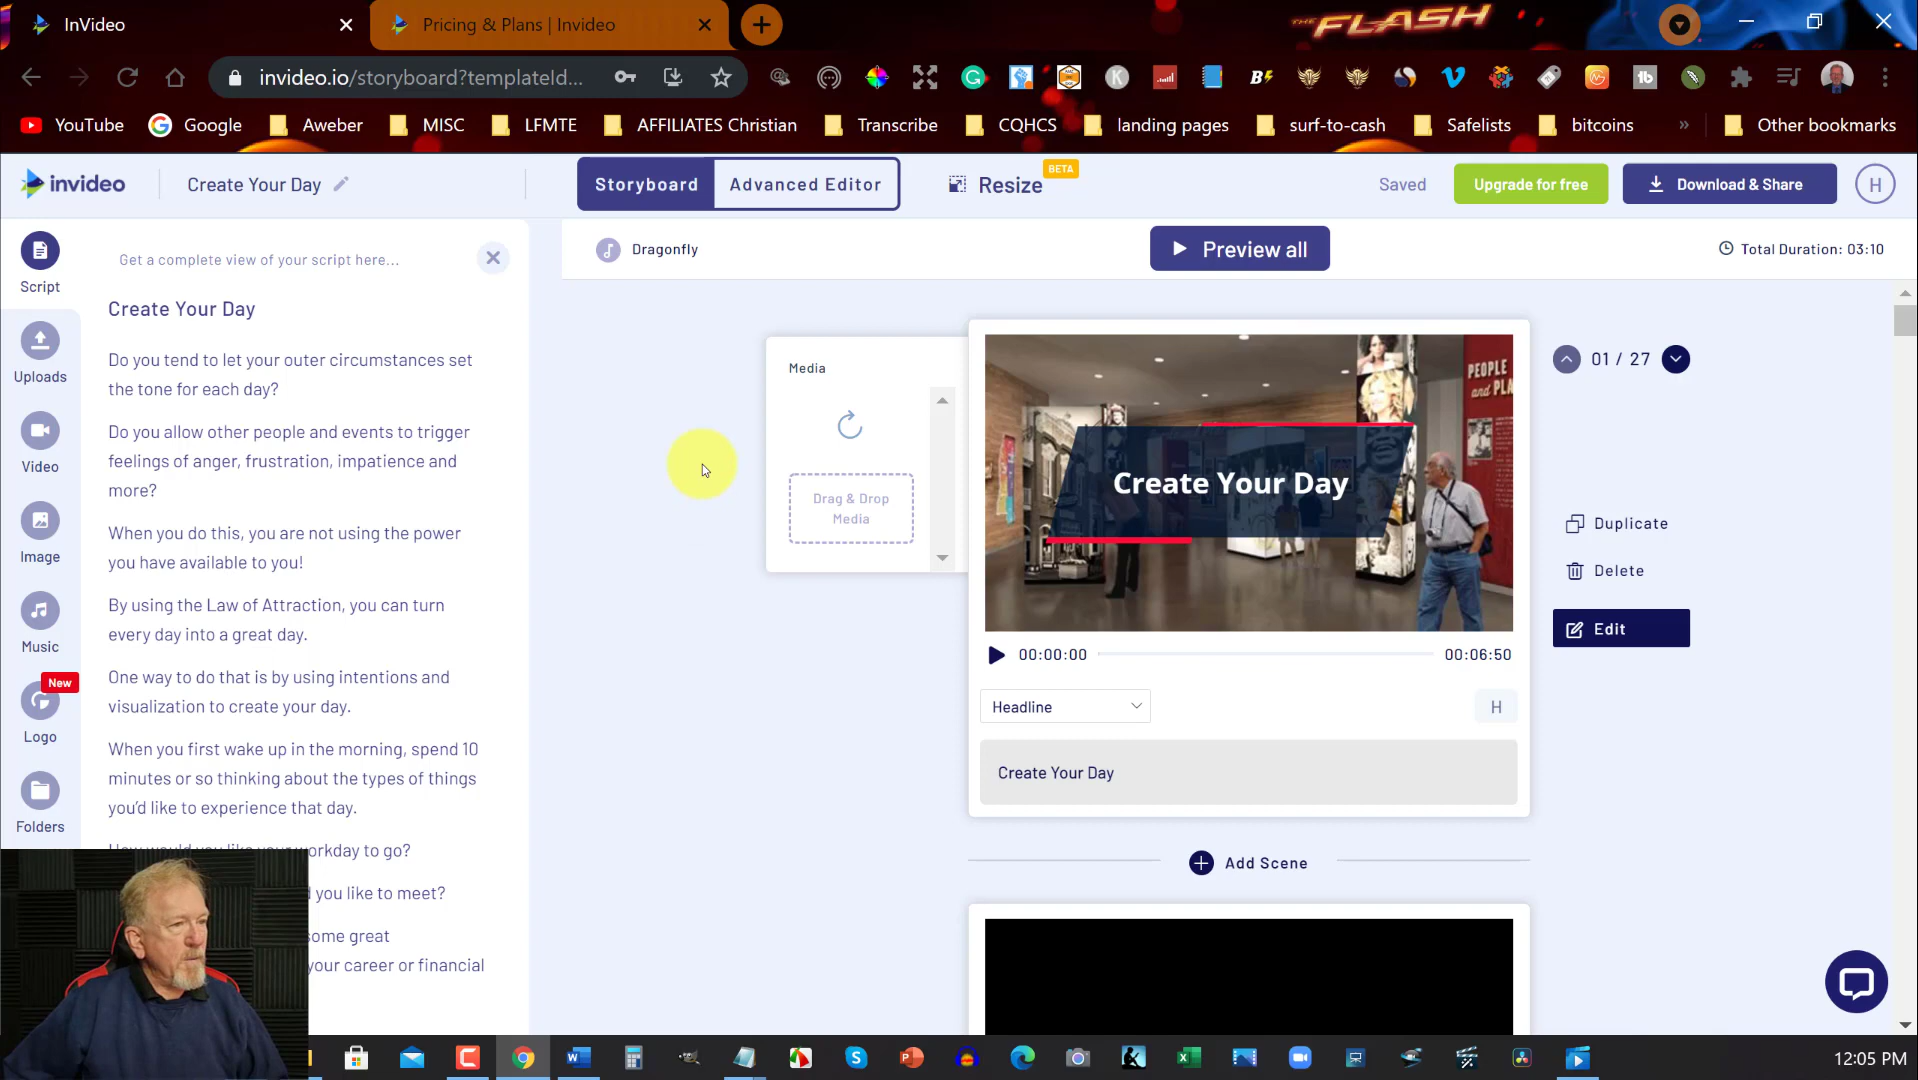 InVideo
Pricing & Plans | Invideo
THE FLASH
invideo.io/storyboard?templateId...
YouTube
Google
Aweber
MISC
LFMTE
AFFILIATES Christian
Transcribe
CQHCS
landing pages
surf-to-cash
Safelists
bitcoins
»
Other bookmarks
invideo
Create Your Day
Storyboard
Advanced Editor
Resize
BETA
Saved
Upgrade for free
Download & Share
H
Script
Uploads
Video
Image
Music
New
Logo
Folders
Get a complete view of your script here...
Create Your Day
Do you tend to let your outer circumstances set
the tone for each day?
Do you allow other people and events to trigger
feelings of anger, frustration, impatience and
more?
When you do this, you are not using the power
you have available to you!
By using the Law of Attraction, you can turn
every day into a great day.
One way to do that is by using intentions and
visualization to create your day.
When you first wake up in the morning, spend 10
minutes or so thinking about the types of things
you'd like to experience that day.
workday to go?
you like to meet?
some great
your career or financial
Dragonfly
Preview all
Total Duration: 03:10
Media
Drag & Drop
Media
PEOPLE
Create Your Day
01 / 27
Duplicate
Delete
Edit
00:00:00
00:06:50
Headline
H
Create Your Day
Add Scene
12:05 PM